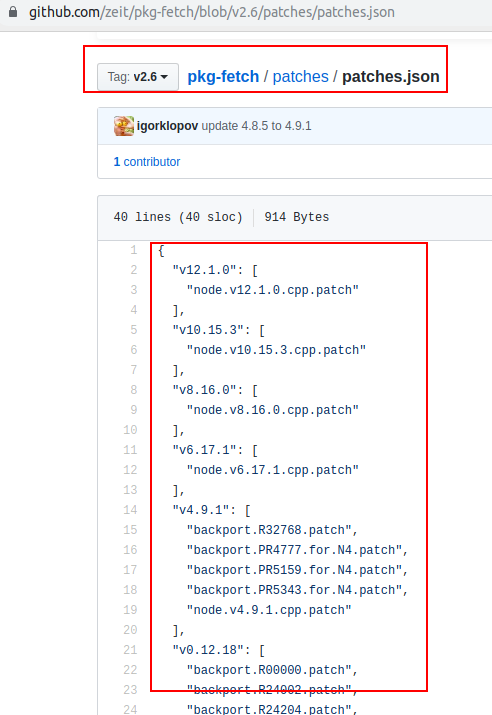 github.com/zeit/pkg-fetch/blob/v2.6/patches/patches.json
Tag: v2.6 pkg-fetch / patches / patches.json
igorklopov update 4.8.5 to 4.9.1
1 contributor
40 lines (40 sloc) 914 Bytes
1 {
2 "v12.1.0": [
3 "node.v12.1.0.cpp.patch"
4 ],
5 "v10.15.3": [
6 "node.v10.15.3.cpp.patch"
7 ],
8 "v8.16.0": [
9 "node.v8.16.0.cpp.patch"
10 ],
11 "v6.17.1": [
12 "node.v6.17.1.cpp.patch"
13 ],
14 "v4.9.1": [
15 "backport.R32768.patch",
16 "backport.PR4777.for.N4.patch",
17 "backport.PR5159.for.N4.patch",
18 "backport.PR5343.for.N4.patch",
19 "node.v4.9.1.cpp.patch"
20 ],
21 "v0.12.18": [
22 "backport.R00000.patch",
23 "backport.R24002.patch",
24 "backport.R24204.patch",